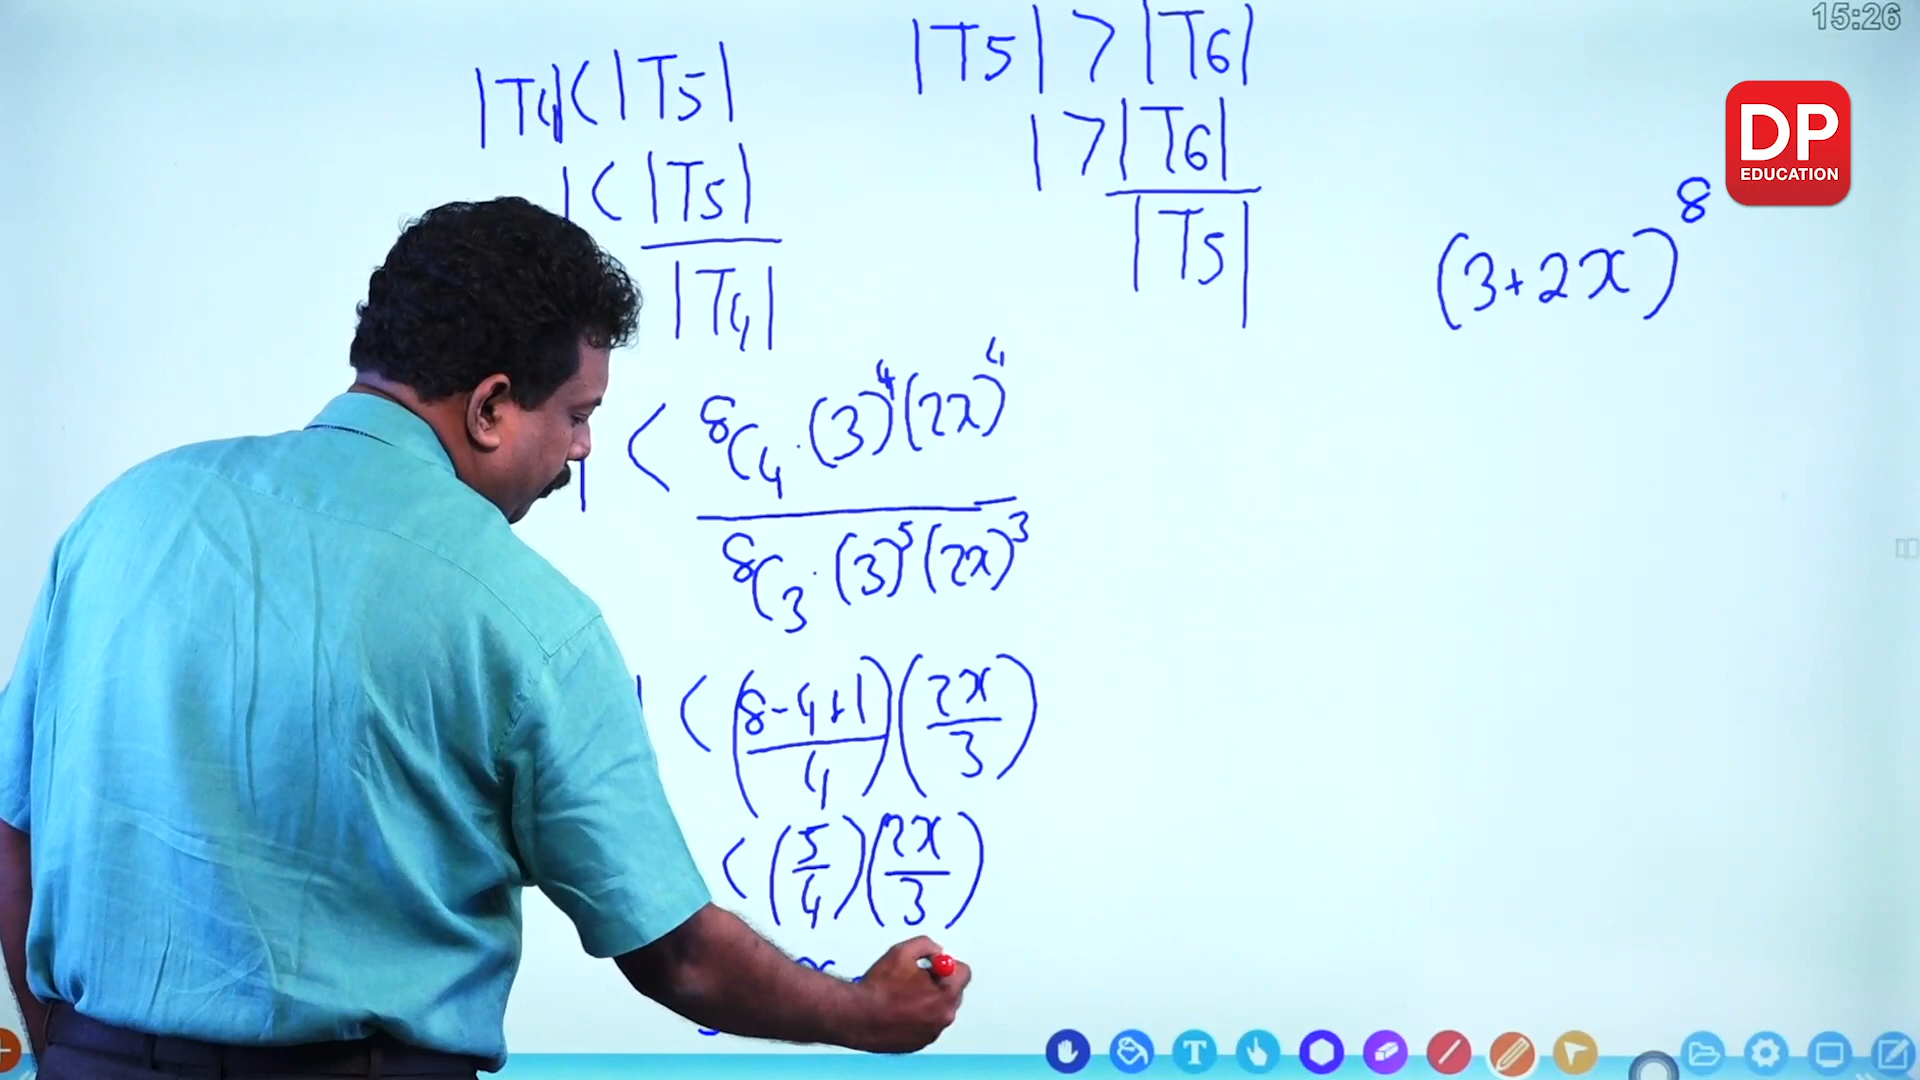 15:26
DP
EDUCATION
|T4| < |T5|
1 < |T5|
|T4|
< ⁸C₄ · (3)⁴(2x)⁴
⁸C₃ · (3)⁵(2x)³
1 < (8-4+1/4)(2x/3)
< (5/4)(2x/3)
|T5| > |T6|
1 > |T6|
|T5|
(3+2x)⁸